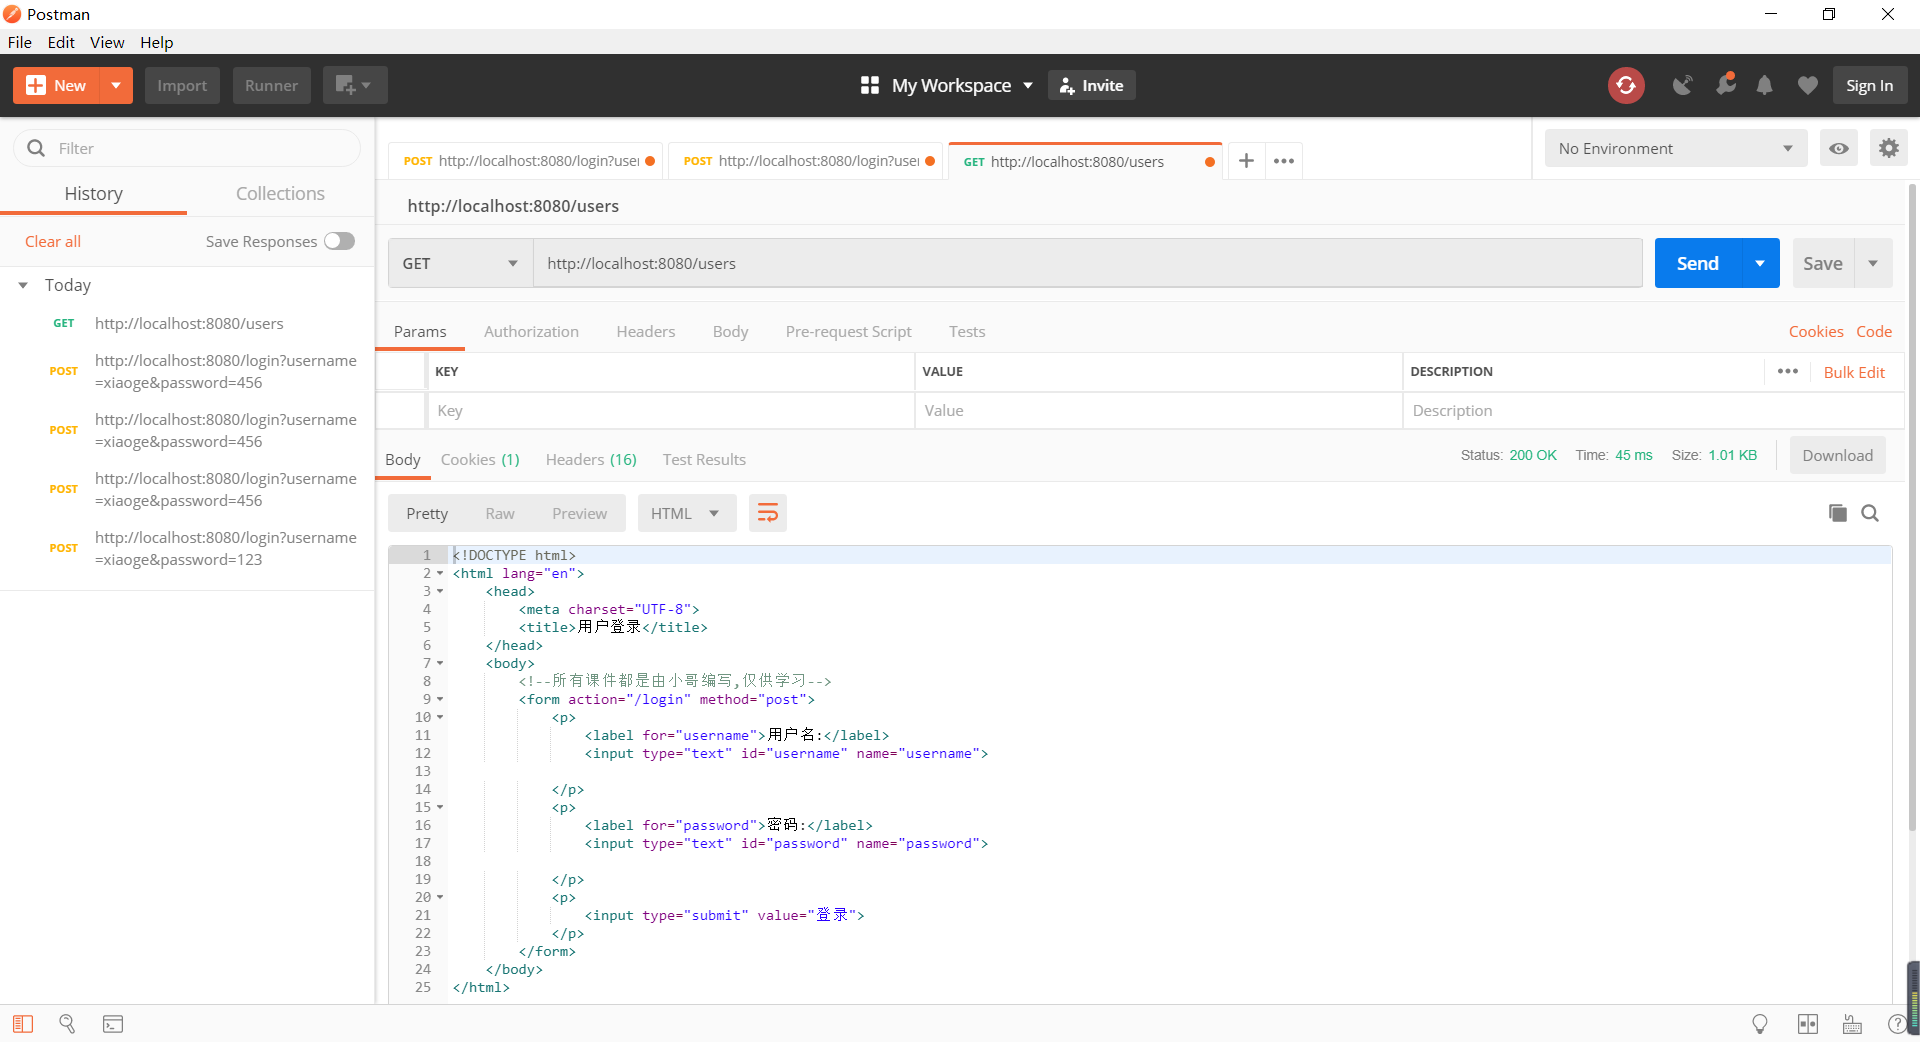 Postman
File Edit View Help
New Import Runner My Workspace Invite Sign In
Filter
History Collections
Clear all Save Responses
Today
GET http://localhost:8080/users
POST http://localhost:8080/login?username
=xiaoge&password=456
POST http://localhost:8080/login?username
=xiaoge&password=456
POST http://localhost:8080/login?username
=xiaoge&password=456
POST http://localhost:8080/login?username
=xiaoge&password=123
POST http://localhost:8080/login?user POST http://localhost:8080/login?user GET http://localhost:8080/users
No Environment
http://localhost:8080/users
GET http://localhost:8080/users Send Save
Params Authorization Headers Body Pre-request Script Tests Cookies Code
KEY VALUE DESCRIPTION Bulk Edit
Key Value Description
Body Cookies (1) Headers (16) Test Results Status: 200 OK Time: 45 ms Size: 1.01 KB Download
Pretty Raw Preview HTML
1 <!DOCTYPE html>
2 <html lang="en">
3 <head>
4 <meta charset="UTF-8">
5 <title>用户登录</title>
6 </head>
7 <body>
8 <!--所有课件都是由小哥编写,仅供学习-->
9 <form action="/login" method="post">
10 <p>
11 <label for="username">用户名:</label>
12 <input type="text" id="username" name="username">
13
14 </p>
15 <p>
16 <label for="password">密码:</label>
17 <input type="text" id="password" name="password">
18
19 </p>
20 <p>
21 <input type="submit" value="登录">
22 </p>
23 </form>
24 </body>
25 </html>